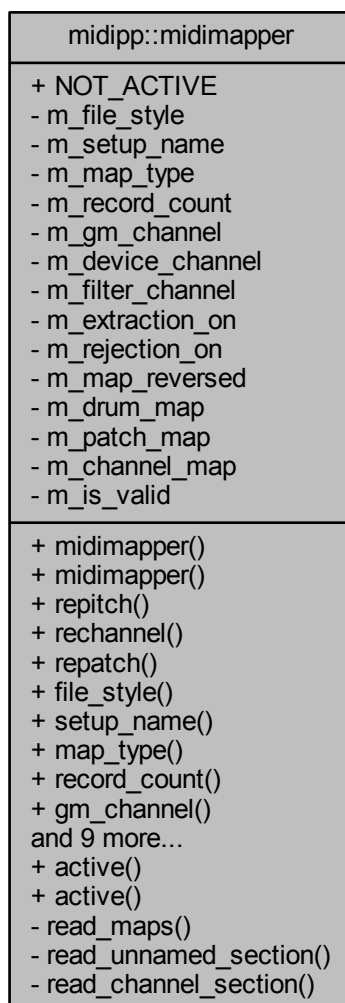 midipp::midimapper
+ NOT_ACTIVE
- m_file_style
- m_setup_name
- m_map_type
- m_record_count
- m_gm_channel
- m_device_channel
- m_filter_channel
- m_extraction_on
- m_rejection_on
- m_map_reversed
- m_drum_map
- m_patch_map
- m_channel_map
- m_is_valid
+ midimapper()
+ midimapper()
+ repitch()
+ rechannel()
+ repatch()
+ file_style()
+ setup_name()
+ map_type()
+ record_count()
+ gm_channel()
and 9 more...
+ active()
+ active()
- read_maps()
- read_unnamed_section()
- read_channel_section()